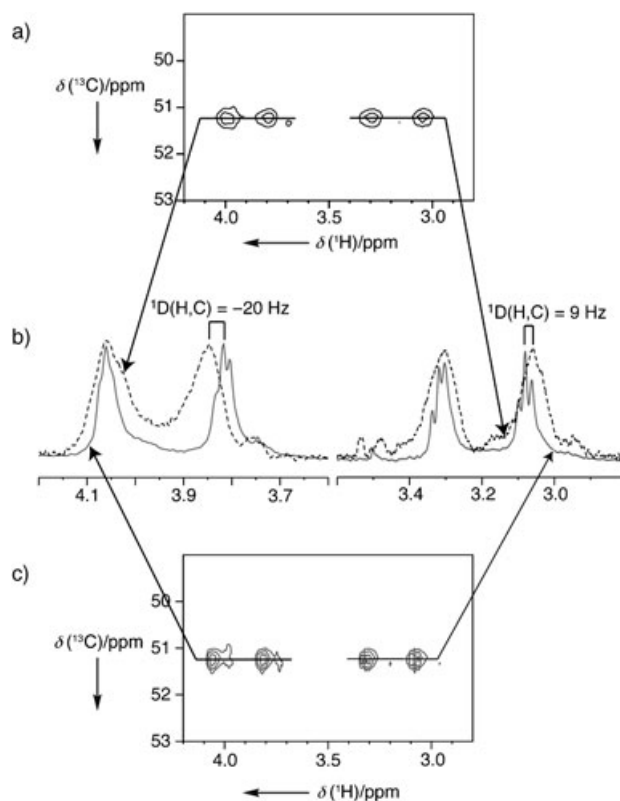 a)
50
δ(¹³C)/ppm
51
52
53
4.0 3.5 3.0
δ(¹H)/ppm
¹D(H,C) = –20 Hz
¹D(H,C) = 9 Hz
b)
4.1 3.9 3.7 3.4 3.2 3.0
c)
50
δ(¹³C)/ppm
51
52
53
4.0 3.5 3.0
δ(¹H)/ppm